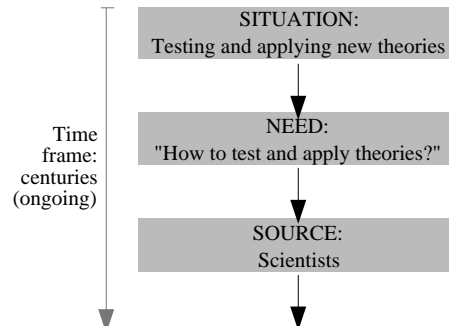 SITUATION:
Testing and applying new theories
Time
frame:
centuries
(ongoing)
NEED:
"How to test and apply theories?"
SOURCE:
Scientists